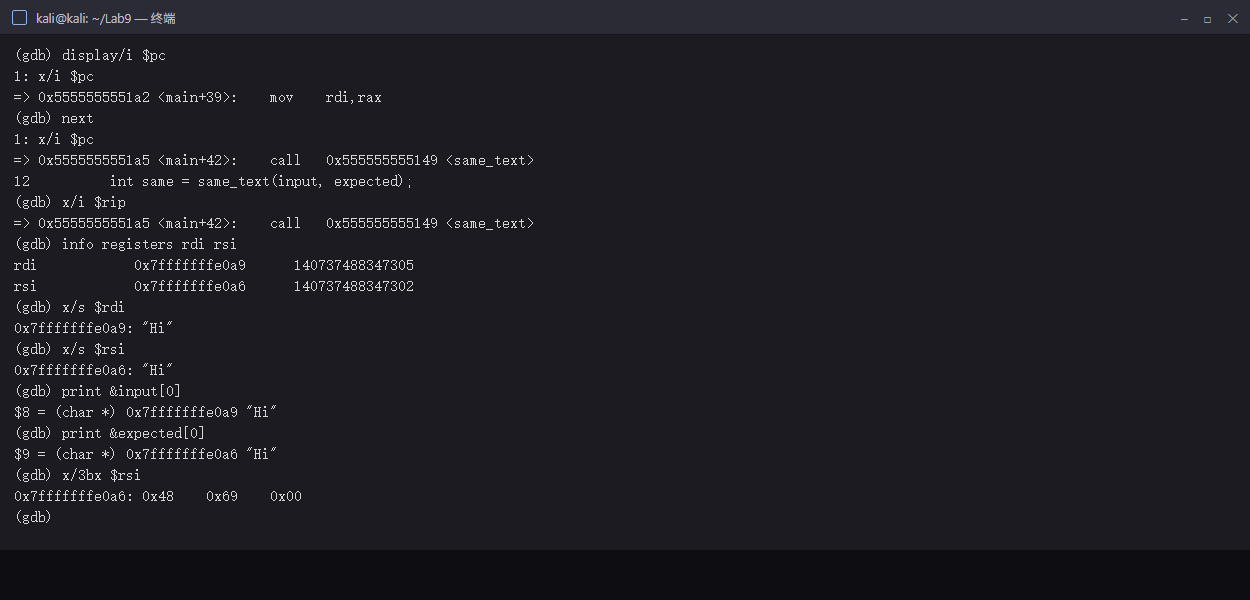 kali@kali: ~/Lab9 — 终端
(gdb) display/i $pc
1: x/i $pc
=> 0x5555555551a2 <main+39>:    mov    rdi,rax
(gdb) next
1: x/i $pc
=> 0x5555555551a5 <main+42>:    call   0x555555555149 <same_text>
12          int same = same_text(input, expected);
(gdb) x/i $rip
=> 0x5555555551a5 <main+42>:    call   0x555555555149 <same_text>
(gdb) info registers rdi rsi
rdi            0x7fffffffe0a9      140737488347305
rsi            0x7fffffffe0a6      140737488347302
(gdb) x/s $rdi
0x7fffffffe0a9: "Hi"
(gdb) x/s $rsi
0x7fffffffe0a6: "Hi"
(gdb) print &input[0]
$8 = (char *) 0x7fffffffe0a9 "Hi"
(gdb) print &expected[0]
$9 = (char *) 0x7fffffffe0a6 "Hi"
(gdb) x/3bx $rsi
0x7fffffffe0a6: 0x48    0x69    0x00
(gdb)